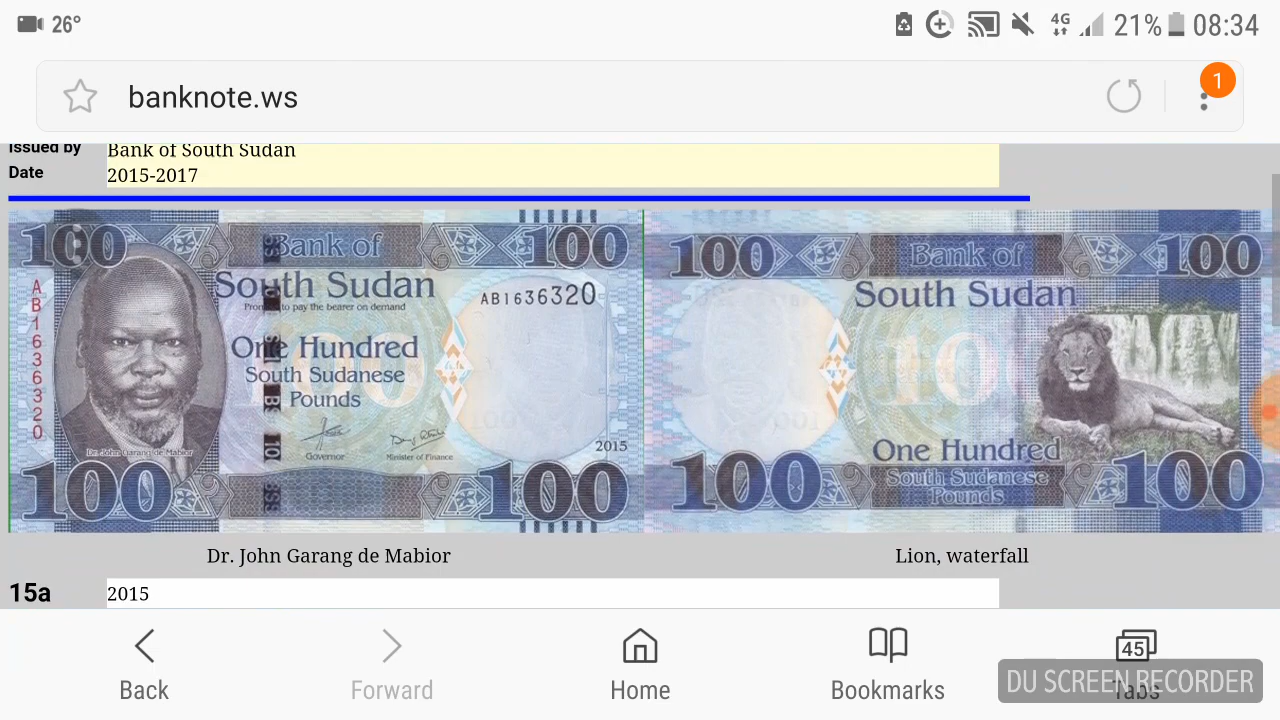 26°
4G 21% 08:34
banknote.ws
1
Issued by Bank of South Sudan
Date 2015-2017
100 Bank of 100
South Sudan
to pay the bearer on demand
AB1636320
AB1636320
One Hundred
South Sudanese
Pounds
Dr. John Garang de Mabior
Governor Minister of Finance
2015
100 100
100 Bank of 100
South Sudan
100
One Hundred
South Sudanese
Pounds
100 100
Dr. John Garang de Mabior Lion, waterfall
15a 2015
45
Back Forward Home Bookmarks Tabs
DU SCREEN RECORDER